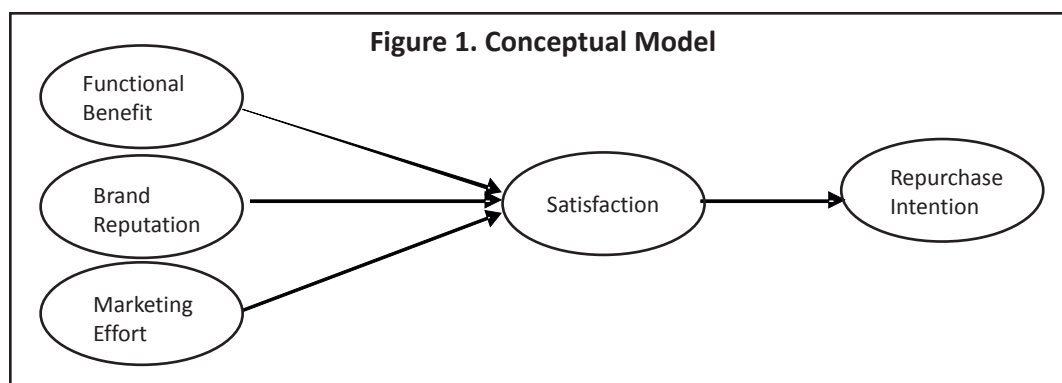 Figure 1. Conceptual Model
Functional
Benefit
Brand
Reputation
Marketing
Effort
Satisfaction
Repurchase
Intention